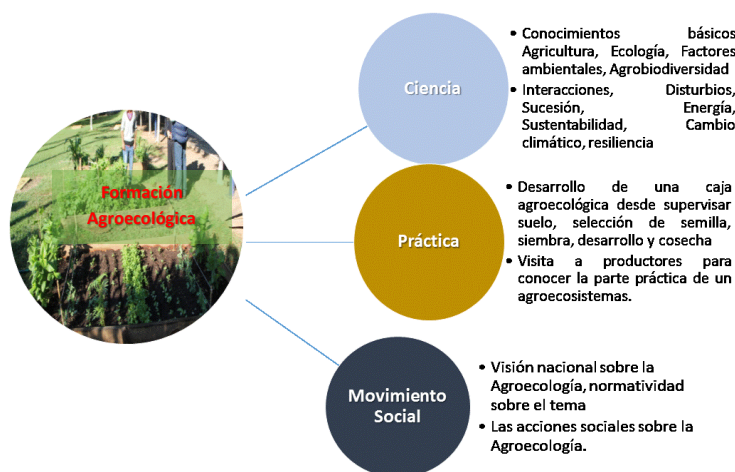 Formación
Agroecológica
Ciencia
• Conocimientos básicos
Agricultura, Ecología, Factores
ambientales, Agrobiodiversidad
• Interacciones, Disturbios,
Sucesión, Energía,
Sustentabilidad, Cambio
climático, resiliencia
Práctica
• Desarrollo de una caja
agroecológica desde supervisar
suelo, selección de semilla,
siembra, desarrollo y cosecha
• Visita a productores para
conocer la parte práctica de un
agroecosistemas.
Movimiento
Social
• Visión nacional sobre la
Agroecología, normatividad
sobre el tema
• Las acciones sociales sobre la
Agroecología.